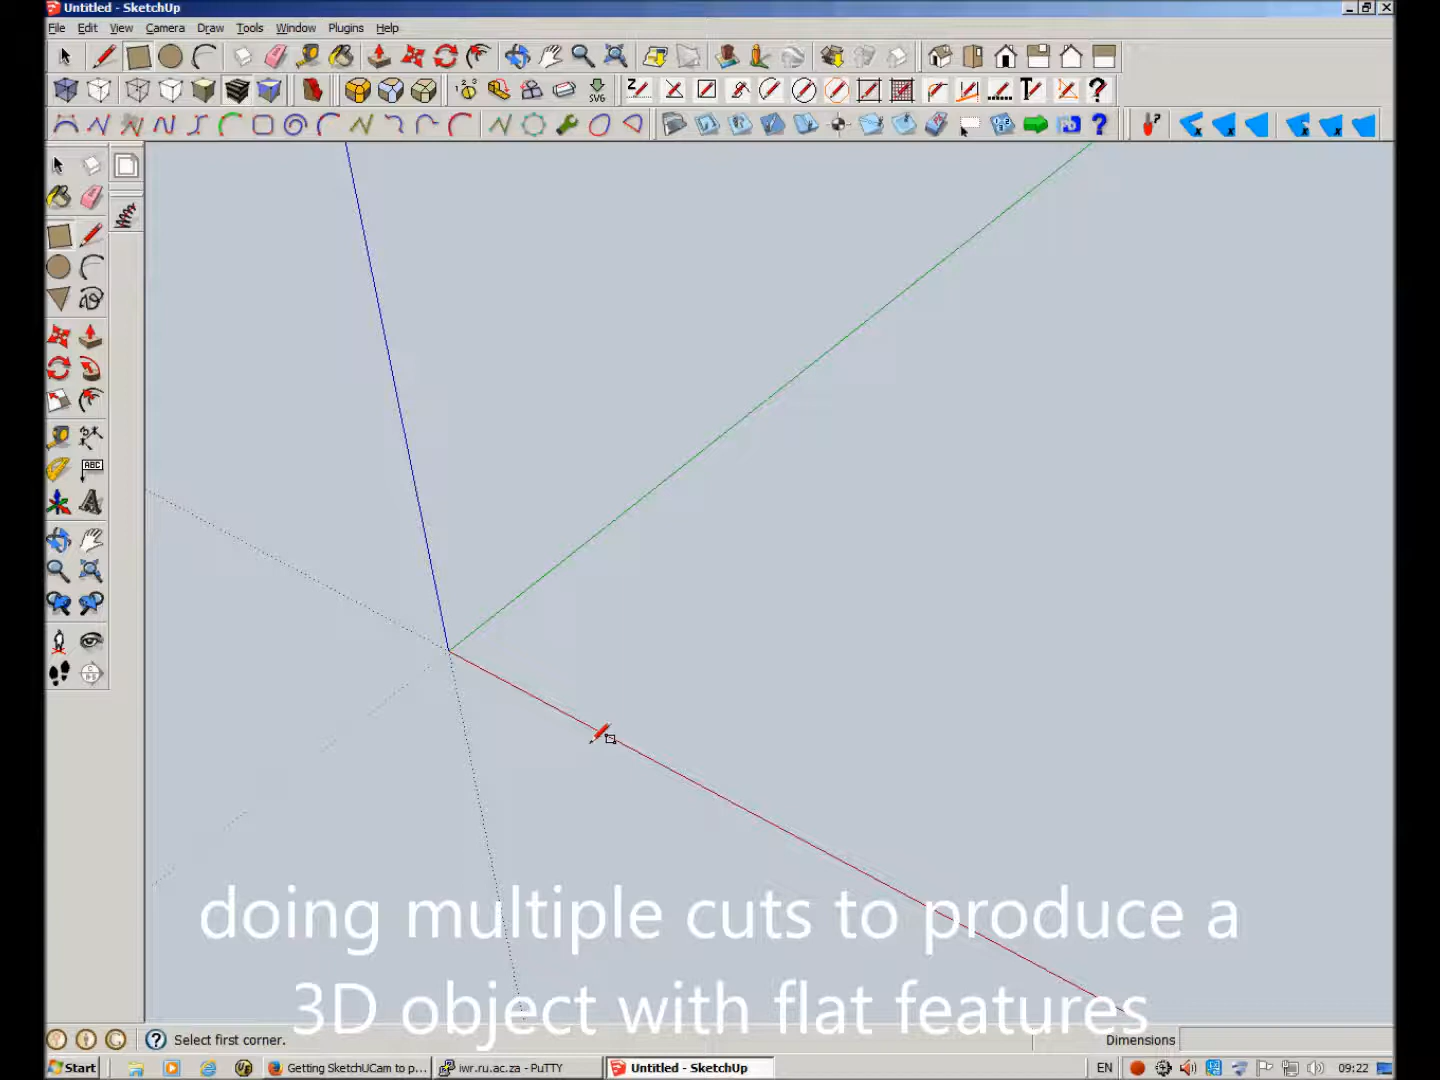 Untitled - SketchUp
File Edit View Camera Draw Tools Window Plugins Help
doing multiple cuts to produce a
3D object with flat features
Select first corner.
Dimensions
Start
Getting SketchUCam to p...
iwr.ru.ac.za - PuTTY
Untitled - SketchUp
EN
09:22